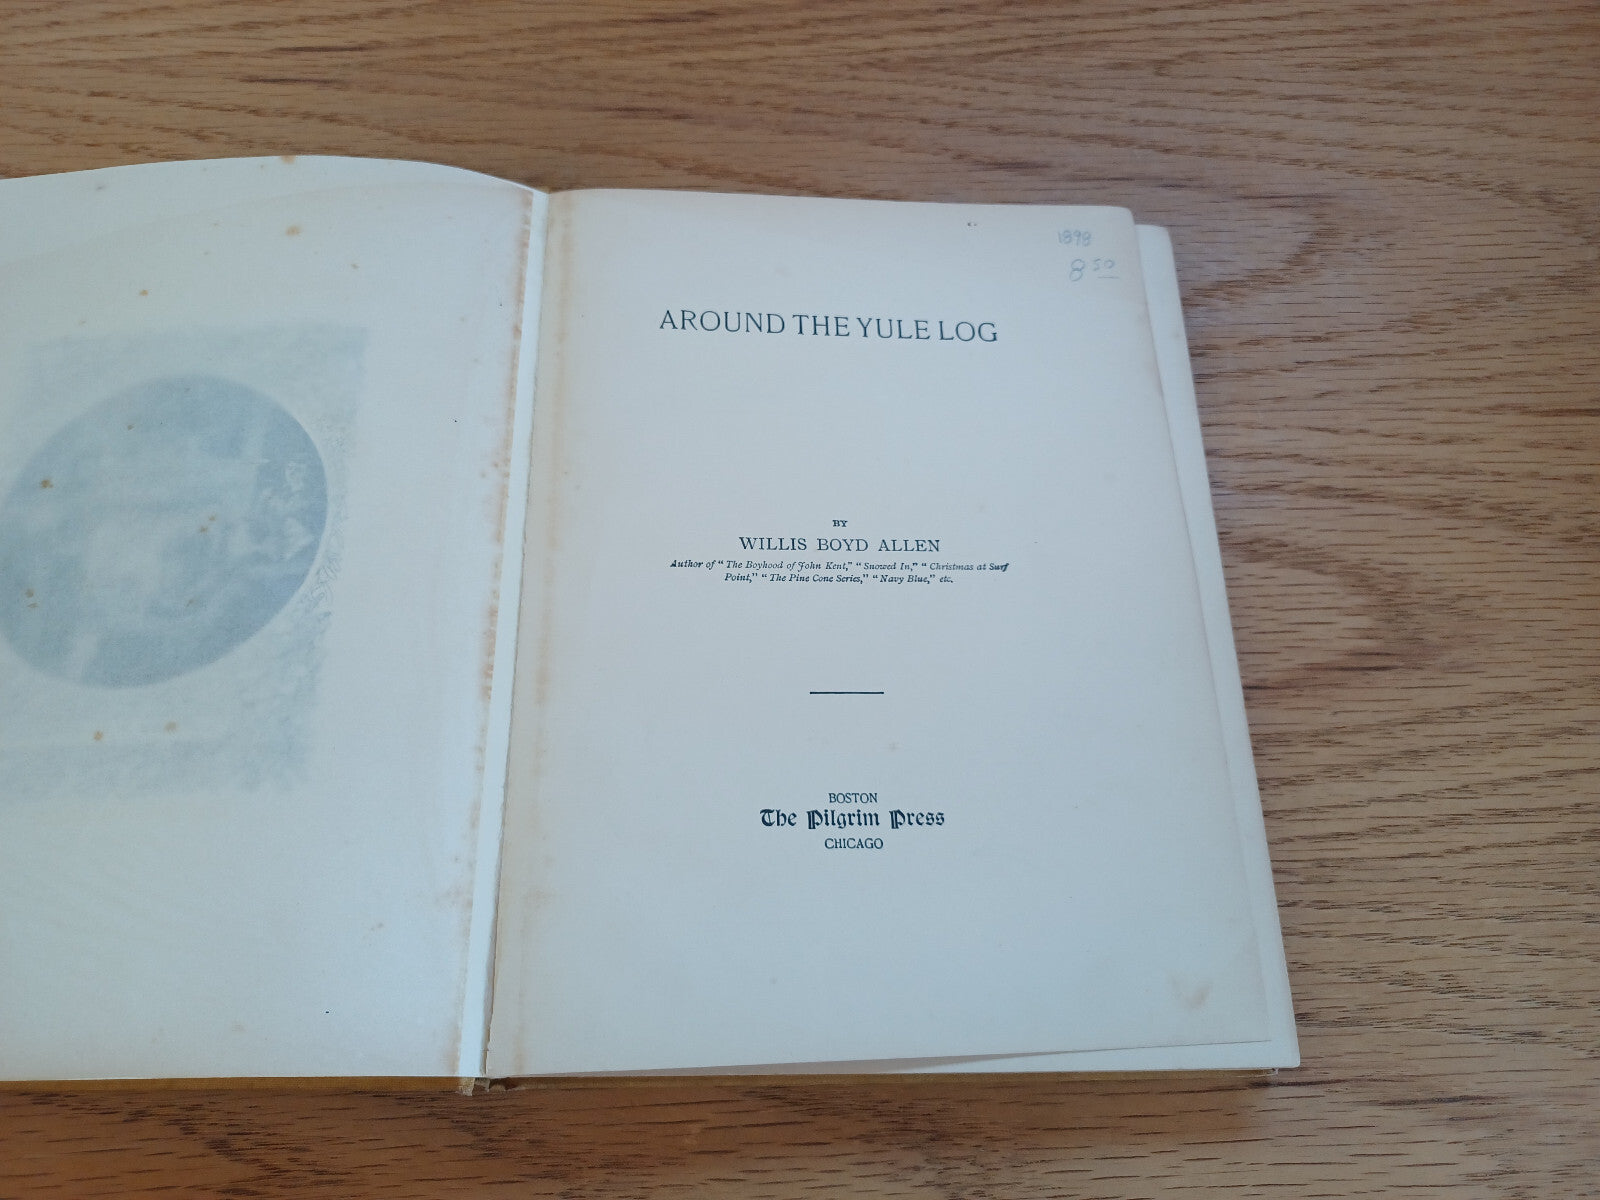 1898
8 50
AROUND THE YULE LOG
BY
WILLIS BOYD ALLEN
Author of "The Boyhood of John Kent," "Snowed In," "Christmas at Surf
Point," "The Pine Cone Series," "Navy Blue," etc.
BOSTON
The Pilgrim Press
CHICAGO